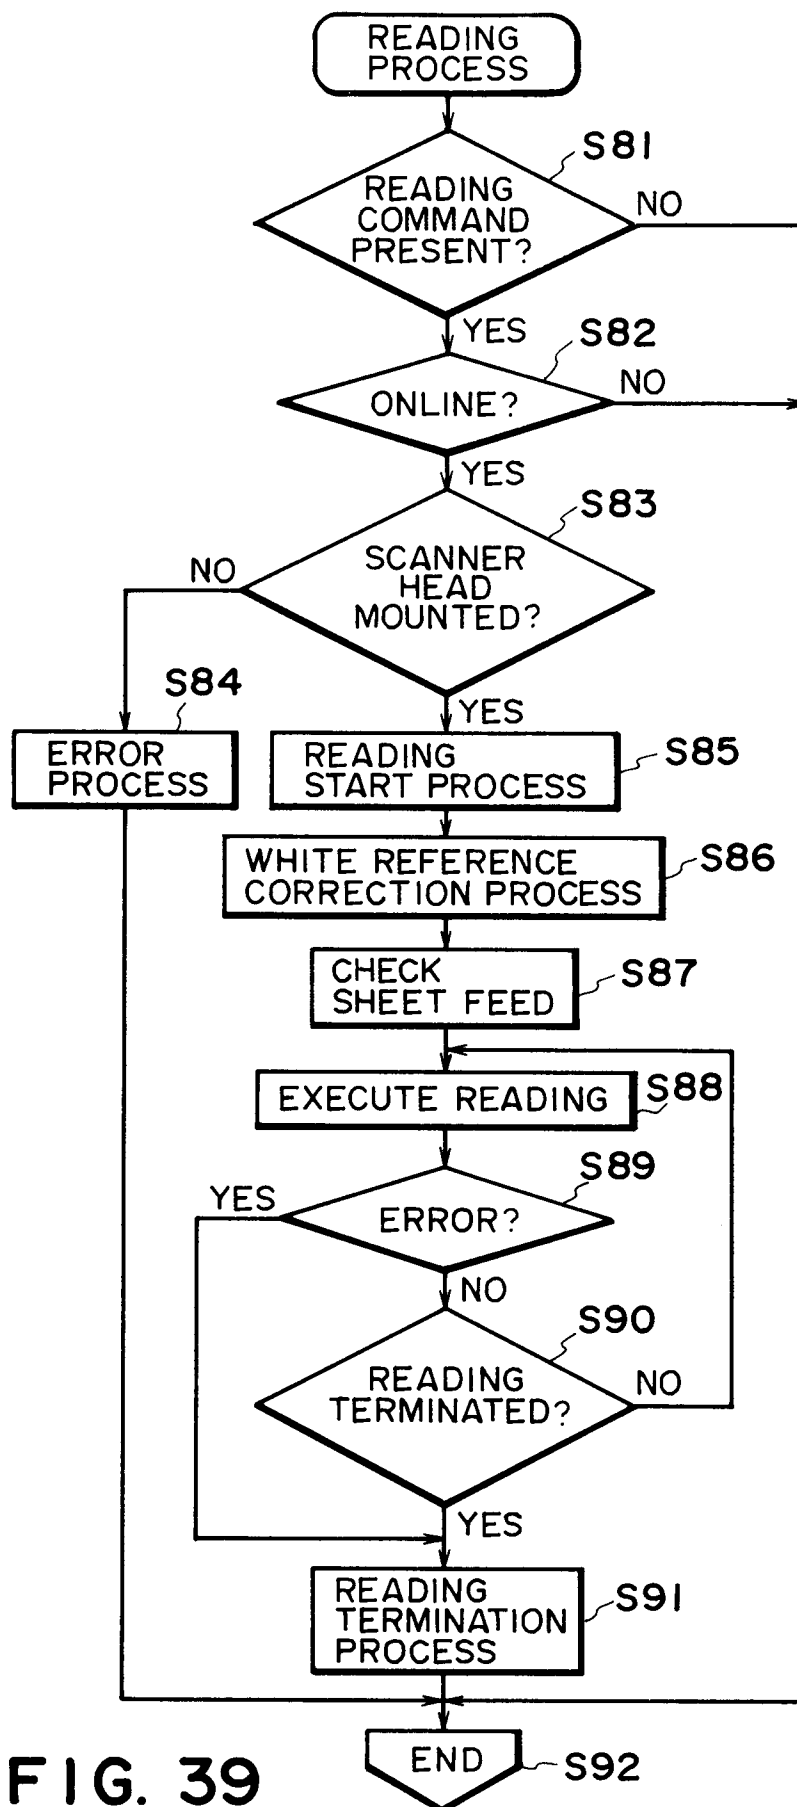 READING
PROCESS
S81
READING
COMMAND
PRESENT?
NO
YES
S82
ONLINE?
NO
YES
S83
SCANNER
HEAD
MOUNTED?
NO
YES
S84
ERROR
PROCESS
READING
START PROCESS
S85
WHITE REFERENCE
CORRECTION PROCESS
S86
CHECK
SHEET FEED
S87
EXECUTE READING
S88
S89
ERROR?
YES
NO
S90
READING
TERMINATED?
NO
YES
READING
TERMINATION
PROCESS
S91
END
S92
FIG. 39